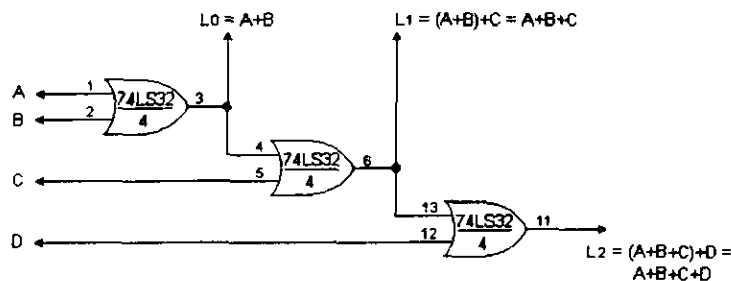 L0 = A+B
L1 = (A+B)+C = A+B+C
A
1
74LS32
4
3
B
2
4
74LS32
4
6
C
5
13
74LS32
4
11
D
12
L2 = (A+B+C)+D =
A+B+C+D